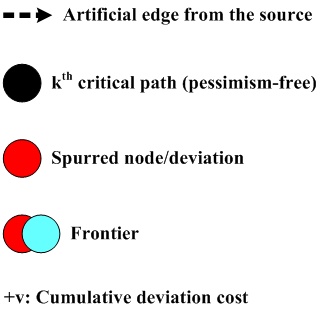 Artificial edge from the source
kth critical path (pessimism-free)
Spurred node/deviation
Frontier
+v: Cumulative deviation cost